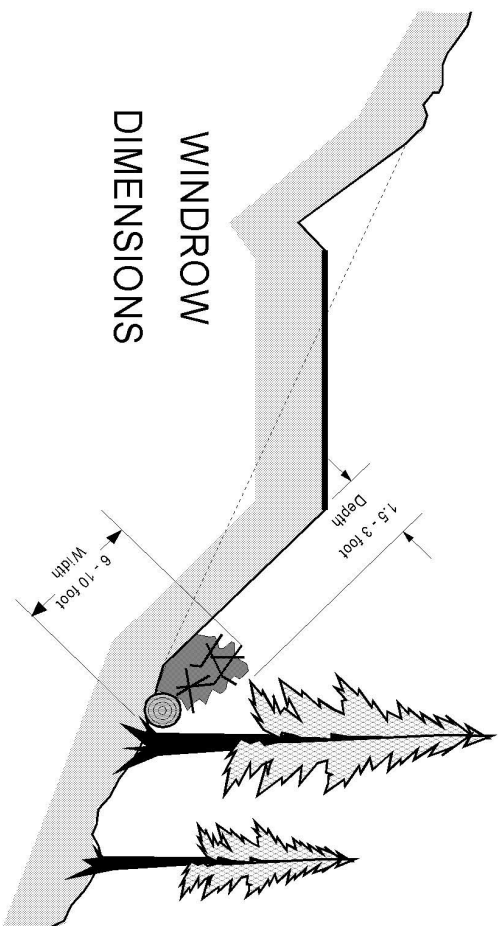 WINDROW
DIMENSIONS
1.5 - 3 foot
Depth
6 - 10 foot
Width